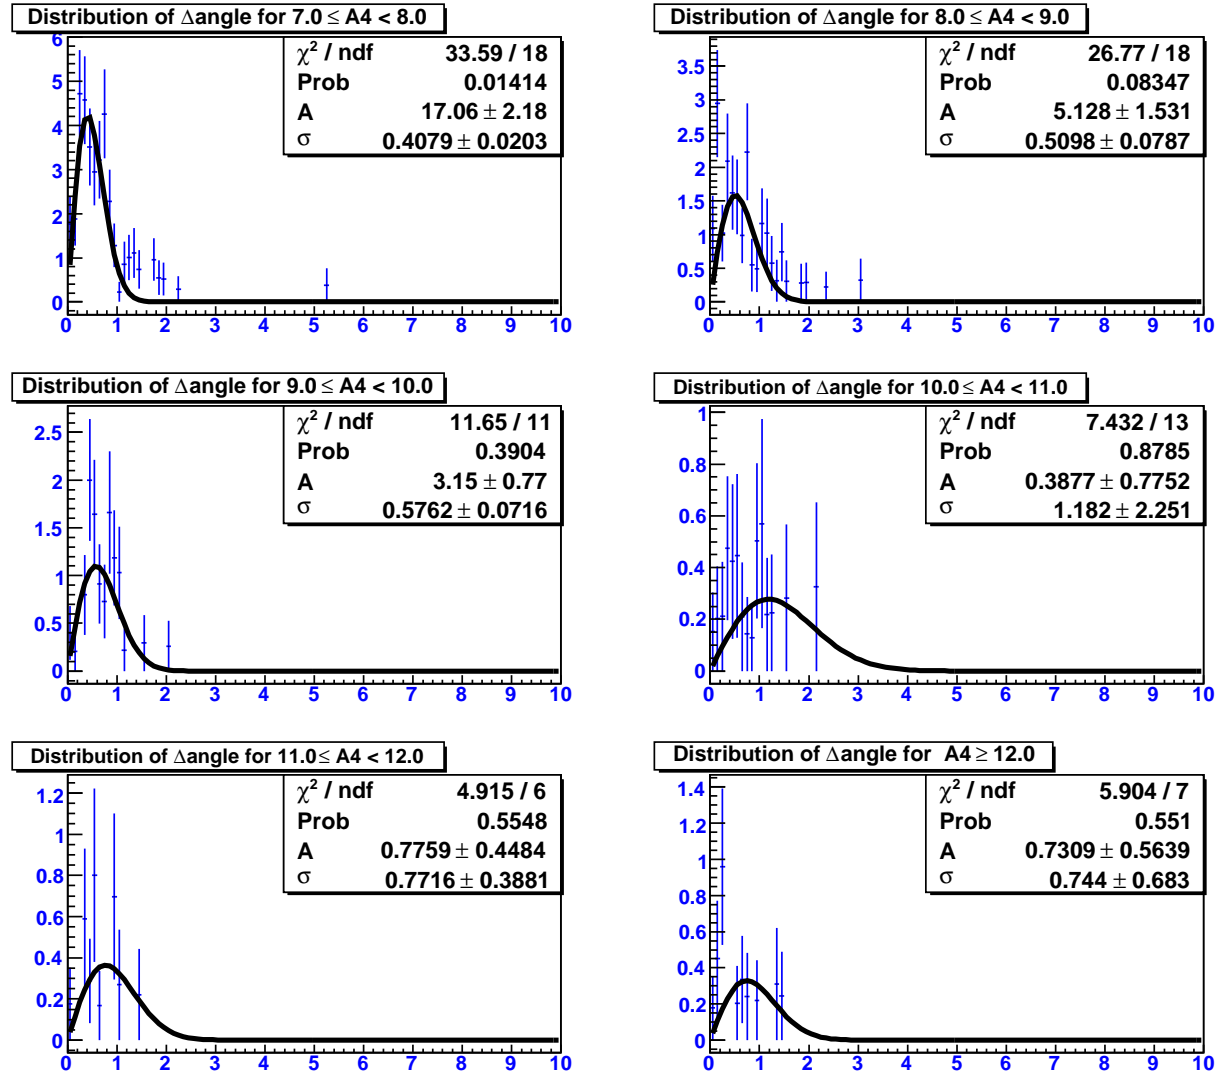 Distribution of Δangle for 7.0 ≤ A4 < 8.0
χ² / ndf 33.59 / 18
Prob 0.01414
A 17.06 ± 2.18
σ 0.4079 ± 0.0203
6
5
4
3
2
1
0
0 1 2 3 4 5 6 7 8 9 10
Distribution of Δangle for 8.0 ≤ A4 < 9.0
χ² / ndf 26.77 / 18
Prob 0.08347
A 5.128 ± 1.531
σ 0.5098 ± 0.0787
3.5
3
2.5
2
1.5
1
0.5
0
0 1 2 3 4 5 6 7 8 9 10
Distribution of Δangle for 9.0 ≤ A4 < 10.0
χ² / ndf 11.65 / 11
Prob 0.3904
A 3.15 ± 0.77
σ 0.5762 ± 0.0716
2.5
2
1.5
1
0.5
0
0 1 2 3 4 5 6 7 8 9 10
Distribution of Δangle for 10.0 ≤ A4 < 11.0
χ² / ndf 7.432 / 13
Prob 0.8785
A 0.3877 ± 0.7752
σ 1.182 ± 2.251
1
0.8
0.6
0.4
0.2
0
0 1 2 3 4 5 6 7 8 9 10
Distribution of Δangle for 11.0 ≤ A4 < 12.0
χ² / ndf 4.915 / 6
Prob 0.5548
A 0.7759 ± 0.4484
σ 0.7716 ± 0.3881
1.2
1
0.8
0.6
0.4
0.2
0
0 1 2 3 4 5 6 7 8 9 10
Distribution of Δangle for A4 ≥ 12.0
χ² / ndf 5.904 / 7
Prob 0.551
A 0.7309 ± 0.5639
σ 0.744 ± 0.683
1.4
1.2
1
0.8
0.6
0.4
0.2
0
0 1 2 3 4 5 6 7 8 9 10